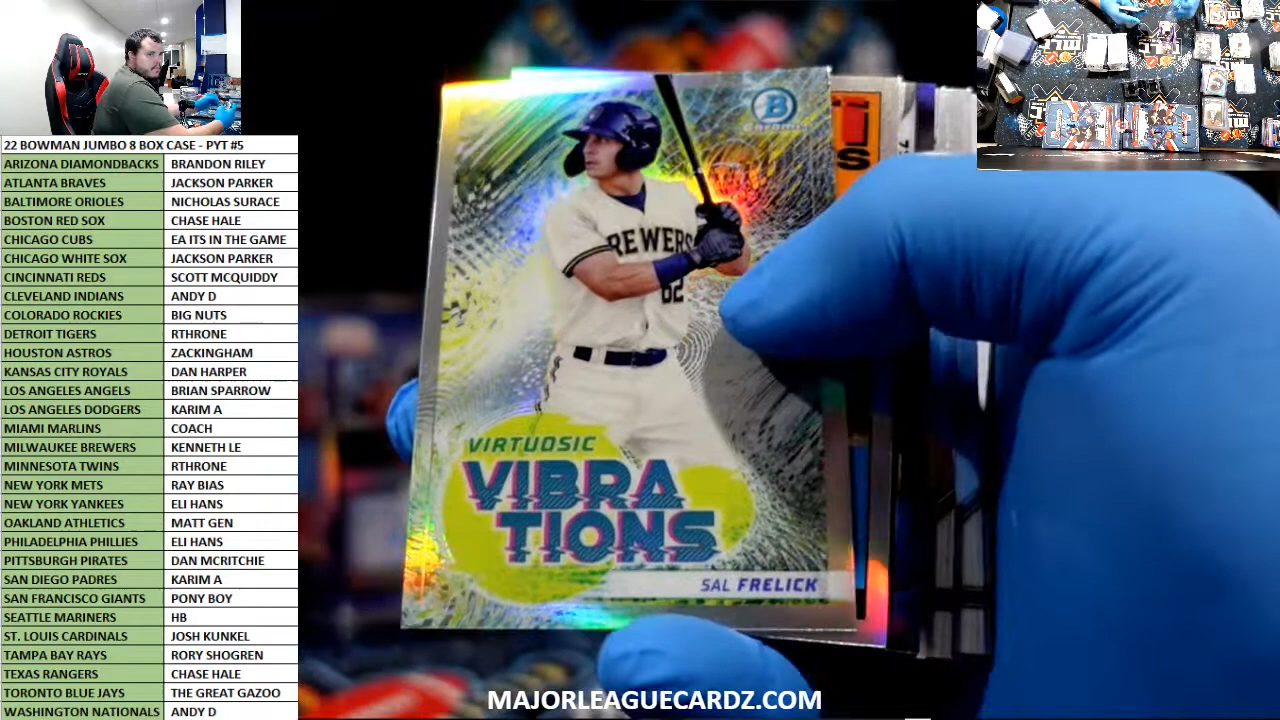 22 BOWMAN JUMBO 8 BOX CASE - PYT #5
ARIZONA DIAMONDBACKS BRANDON RILEY
ATLANTA BRAVES JACKSON PARKER
BALTIMORE ORIOLES NICHOLAS SURACE
BOSTON RED SOX CHASE HALE
CHICAGO CUBS EA ITS IN THE GAME
CHICAGO WHITE SOX JACKSON PARKER
CINCINNATI REDS SCOTT MCQUIDDY
CLEVELAND INDIANS ANDY D
COLORADO ROCKIES BIG NUTS
DETROIT TIGERS RTHRONE
HOUSTON ASTROS ZACKINGHAM
KANSAS CITY ROYALS DAN HARPER
LOS ANGELES ANGELS BRIAN SPARROW
LOS ANGELES DODGERS KARIM A
MIAMI MARLINS COACH
MILWAUKEE BREWERS KENNETH LE
MINNESOTA TWINS RTHRONE
NEW YORK METS RAY BIAS
NEW YORK YANKEES ELI HANS
OAKLAND ATHLETICS MATT GEN
PHILADELPHIA PHILLIES ELI HANS
PITTSBURGH PIRATES DAN MCRITCHIE
SAN DIEGO PADRES KARIM A
SAN FRANCISCO GIANTS PONY BOY
SEATTLE MARINERS HB
ST. LOUIS CARDINALS JOSH KUNKEL
TAMPA BAY RAYS RORY SHOGREN
TEXAS RANGERS CHASE HALE
TORONTO BLUE JAYS THE GREAT GAZOO
WASHINGTON NATIONALS ANDY D
B
Chrome
REWERS
62
VIRTUOSIC
VIBRA
TIONS
SAL FRELICK
MAJORLEAGUECARDZ.COM